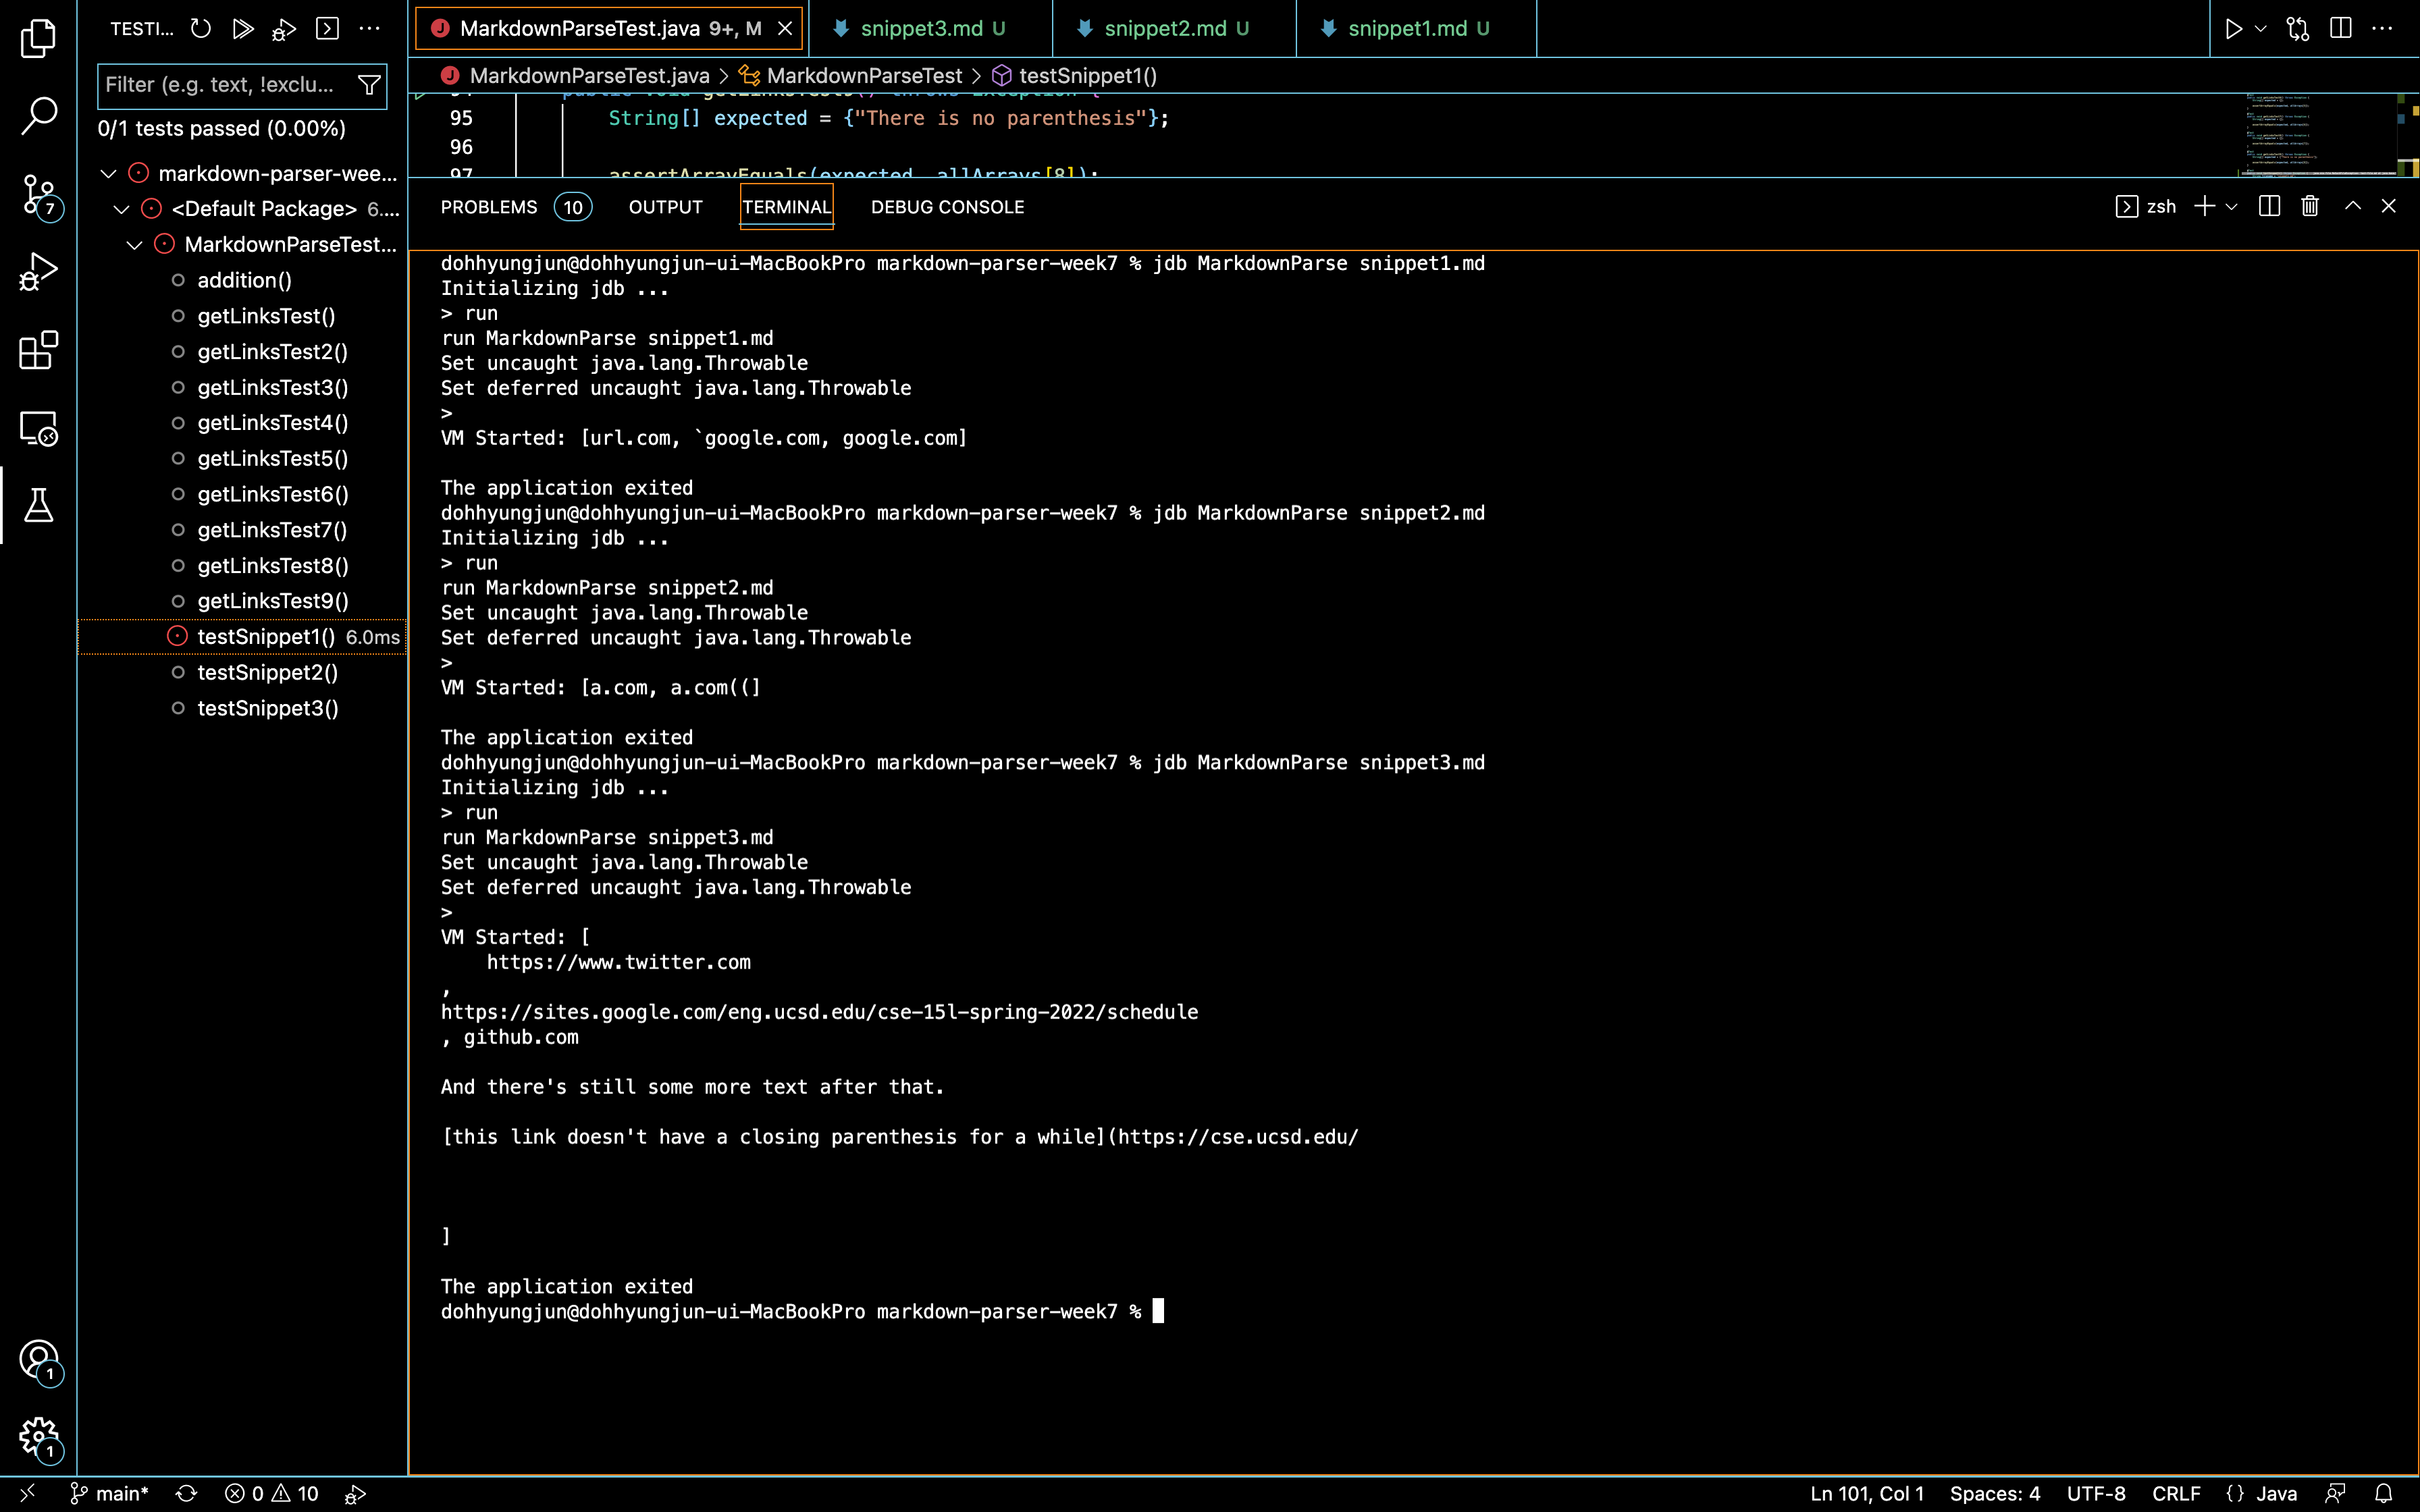 TESTI...
Filter (e.g. text, !exclu...
0/1 tests passed (0.00%)
markdown-parser-wee...
<Default Package> 6....
MarkdownParseTest...
addition()
getLinksTest()
getLinksTest2()
getLinksTest3()
getLinksTest4()
getLinksTest5()
getLinksTest6()
getLinksTest7()
getLinksTest8()
getLinksTest9()
testSnippet1() 6.0ms
testSnippet2()
testSnippet3()
7
1
1
MarkdownParseTest.java 9+, M
snippet3.md U
snippet2.md U
snippet1.md U
MarkdownParseTest.java > MarkdownParseTest > testSnippet1()
95 String[] expected = {"There is no parenthesis"};
96
97 assertArrayEquals(expected, allArrays[8]);
PROBLEMS 10 OUTPUT TERMINAL DEBUG CONSOLE
zsh
dohhyungjun@dohhyungjun-ui-MacBookPro markdown-parser-week7 % jdb MarkdownParse snippet1.md
Initializing jdb ...
> run
run MarkdownParse snippet1.md
Set uncaught java.lang.Throwable
Set deferred uncaught java.lang.Throwable
>
VM Started: [url.com, `google.com, google.com]
The application exited
dohhyungjun@dohhyungjun-ui-MacBookPro markdown-parser-week7 % jdb MarkdownParse snippet2.md
Initializing jdb ...
> run
run MarkdownParse snippet2.md
Set uncaught java.lang.Throwable
Set deferred uncaught java.lang.Throwable
>
VM Started: [a.com, a.com((]
The application exited
dohhyungjun@dohhyungjun-ui-MacBookPro markdown-parser-week7 % jdb MarkdownParse snippet3.md
Initializing jdb ...
> run
run MarkdownParse snippet3.md
Set uncaught java.lang.Throwable
Set deferred uncaught java.lang.Throwable
>
VM Started: [
https://www.twitter.com
,
https://sites.google.com/eng.ucsd.edu/cse-15l-spring-2022/schedule
, github.com
And there's still some more text after that.
[this link doesn't have a closing parenthesis for a while](https://cse.ucsd.edu/
]
The application exited
dohhyungjun@dohhyungjun-ui-MacBookPro markdown-parser-week7 %
main* 0 10
Ln 101, Col 1 Spaces: 4 UTF-8 CRLF {} Java